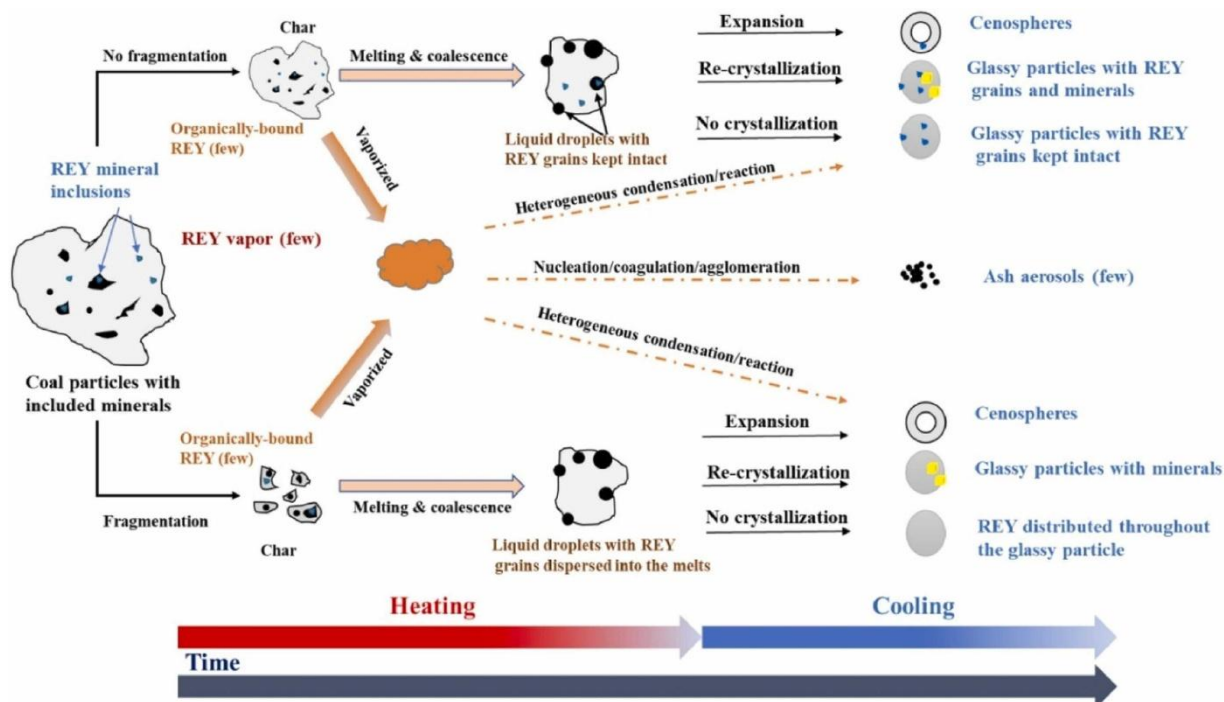 Char
No fragmentation
Melting & coalescence
Expansion
Cenospheres
Re-crystallization
Glassy particles with REY
grains and minerals
Organically-bound
REY (few)
Vaporized
Liquid droplets with
REY grains kept intact
No crystallization
Glassy particles with REY
grains kept intact
REY mineral
inclusions
Heterogeneous condensation/reaction
REY vapor (few)
Nucleation/coagulation/agglomeration
Ash aerosols (few)
Heterogeneous condensation/reaction
Coal particles with
included minerals
Vaporized
Organically-bound
REY (few)
Expansion
Cenospheres
Re-crystallization
Glassy particles with minerals
Melting & coalescence
Fragmentation
No crystallization
REY distributed throughout
the glassy particle
Char
Liquid droplets with REY
grains dispersed into the melts
Heating
Cooling
Time